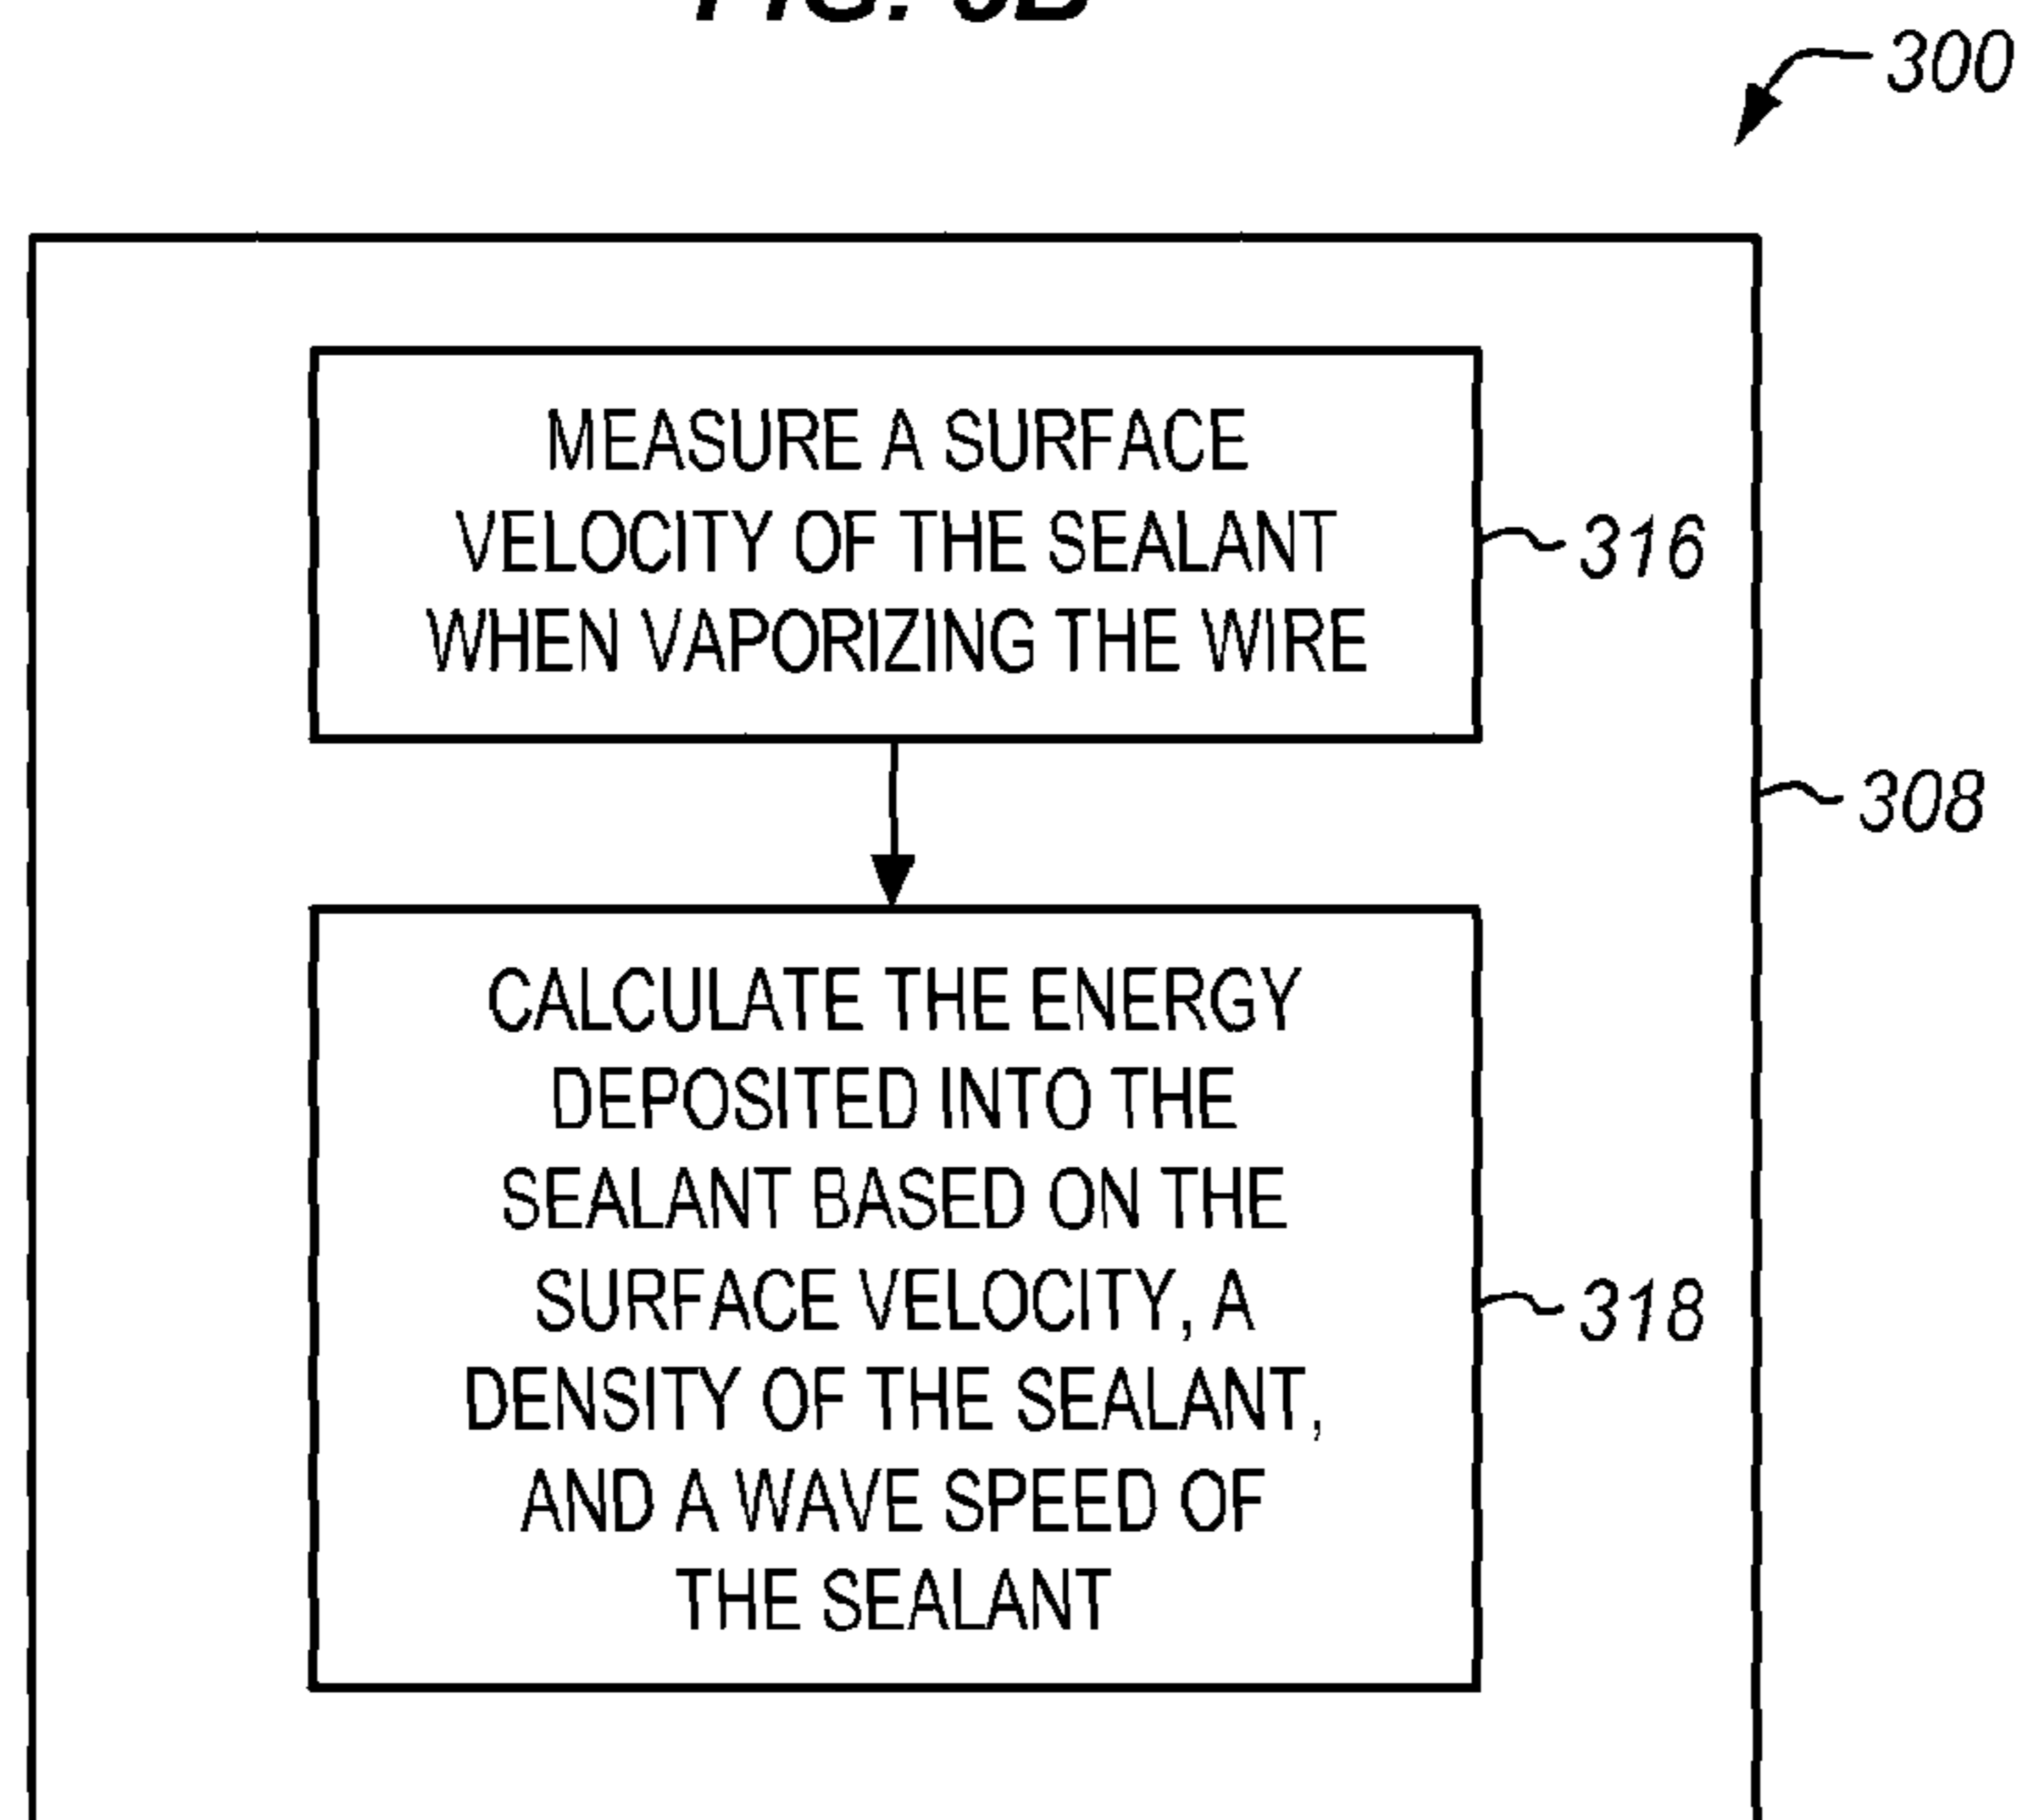 300
MEASURE A SURFACE
VELOCITY OF THE SEALANT
WHEN VAPORIZING THE WIRE
316
308
CALCULATE THE ENERGY
DEPOSITED INTO THE
SEALANT BASED ON THE
SURFACE VELOCITY, A
DENSITY OF THE SEALANT,
AND A WAVE SPEED OF
THE SEALANT
318